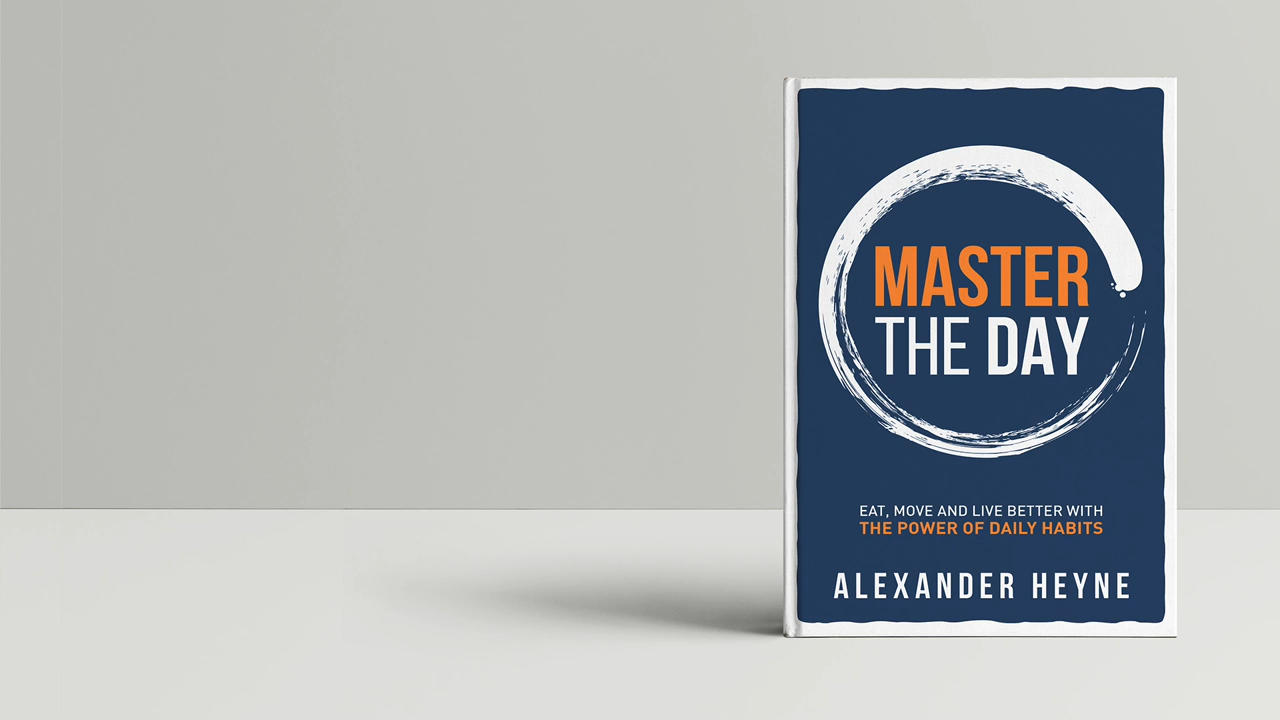 MASTER
THE DAY
EAT, MOVE AND LIVE BETTER WITH
THE POWER OF DAILY HABITS
ALEXANDER HEYNE